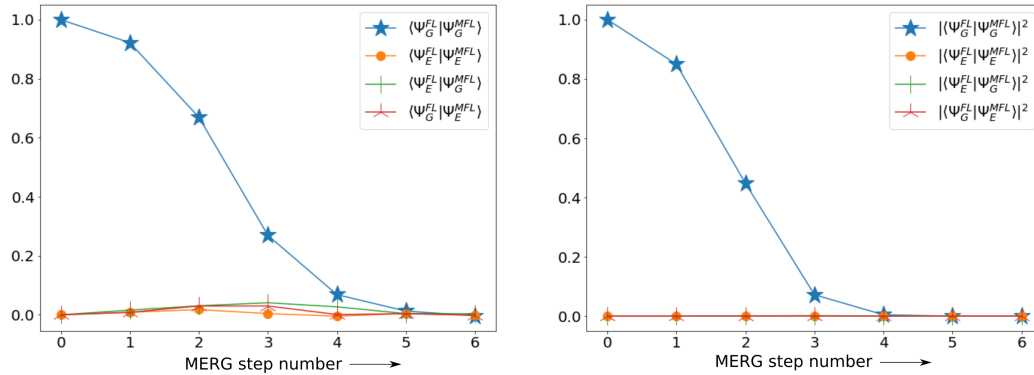 1.0
0.8
0.6
0.4
0.2
0.0
0 1 2 3 4 5 6
MERG step number ⟶
⟨Ψ_G^{FL}|Ψ_G^{MFL}⟩
⟨Ψ_E^{FL}|Ψ_E^{MFL}⟩
⟨Ψ_E^{FL}|Ψ_G^{MFL}⟩
⟨Ψ_G^{FL}|Ψ_E^{MFL}⟩
1.0
0.8
0.6
0.4
0.2
0.0
0 1 2 3 4 5 6
MERG step number ⟶
|⟨Ψ_G^{FL}|Ψ_G^{MFL}⟩|²
|⟨Ψ_E^{FL}|Ψ_E^{MFL}⟩|²
|⟨Ψ_E^{FL}|Ψ_G^{MFL}⟩|²
|⟨Ψ_G^{FL}|Ψ_E^{MFL}⟩|²